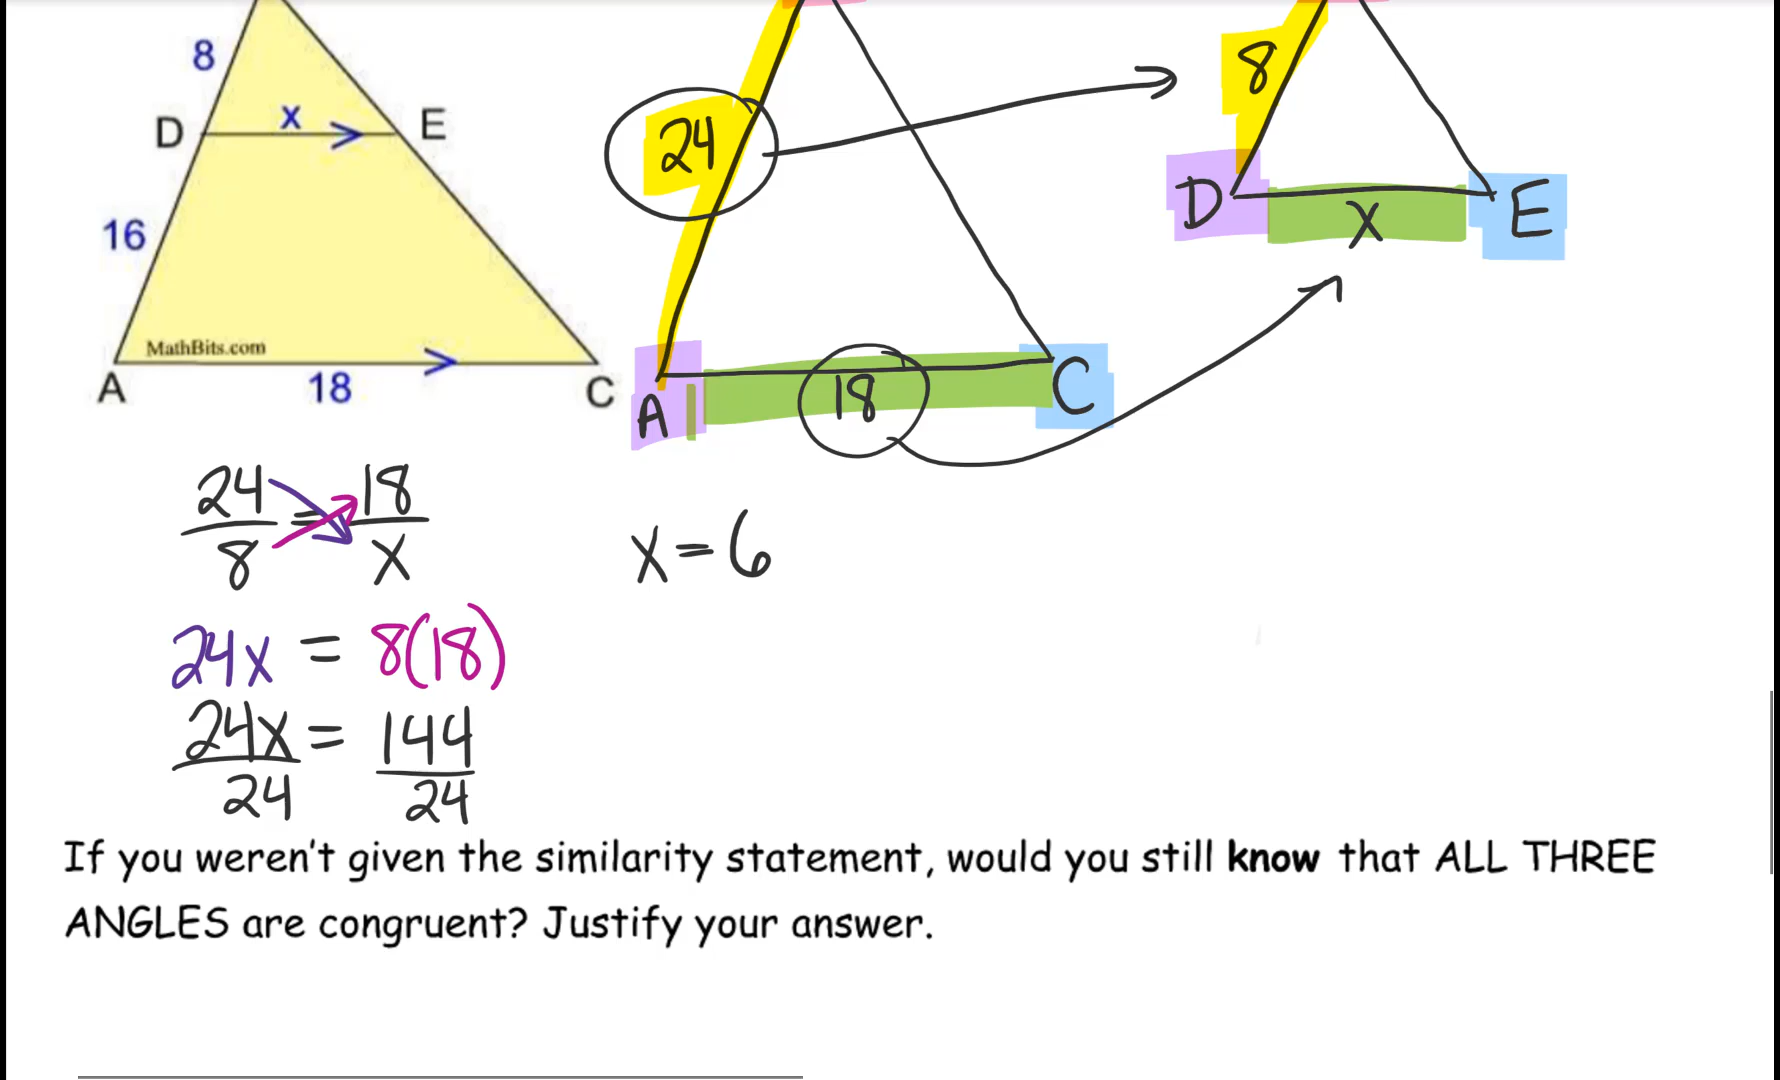 8
24
8
D x E
D x E
16
MathBits.com
A 18 C
A 18 C
24/8 = 18/x
x = 6
24x = 8(18)
24x/24 = 144/24
If you weren't given the similarity statement, would you still know that ALL THREE
ANGLES are congruent? Justify your answer.